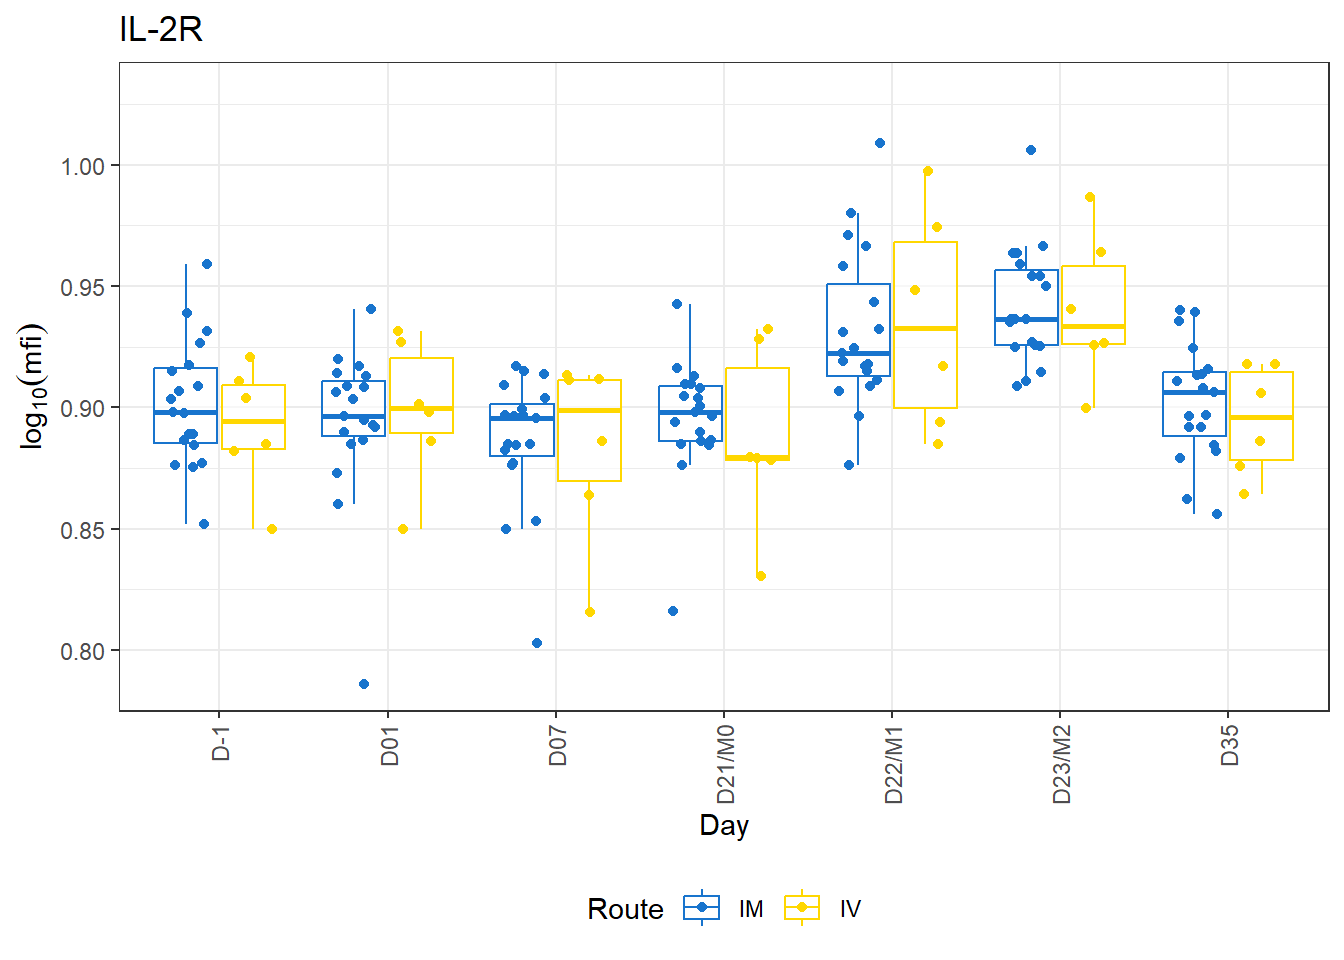 IL-2R
log10(mfi)
1.00
0.95
0.90
0.85
0.80
D-1
D01
D07
D21/M0
D22/M1
D23/M2
D35
Day
Route IM IV